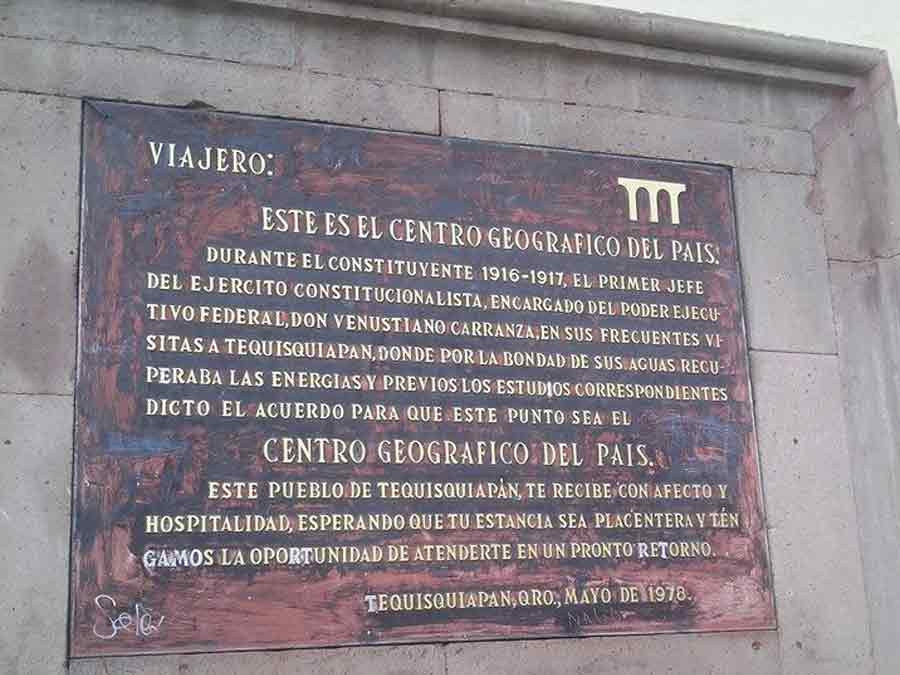 VIAJERO:
ESTE ES EL CENTRO GEOGRAFICO DEL PAIS:
DURANTE EL CONSTITUYENTE 1916-1917, EL PRIMER JEFE
DEL EJERCITO CONSTITUCIONALISTA, ENCARGADO DEL PODER EJECU-
TIVO FEDERAL, DON VENUSTIANO CARRANZA, EN SUS FRECUENTES VI-
SITAS A TEQUISQUIAPAN, DONDE POR LA BONDAD DE SUS AGUAS RECU-
PERABA LAS ENERGIAS Y PREVIOS LOS ESTUDIOS CORRESPONDIENTES
DICTO EL ACUERDO PARA QUE ESTE PUNTO SEA EL
CENTRO GEOGRAFICO DEL PAIS.
ESTE PUEBLO DE TEQUISQUIAPÀN, TE RECIBE CON AFECTO Y
HOSPITALIDAD, ESPERANDO QUE TU ESTANCIA SEA PLACENTERA Y TÉN
GAMOS LA OPORTUNIDAD DE ATENDERTE EN UN PRONTO RETORNO.
TEQUISQUIAPAN, QRO., MAYO DE 1978.